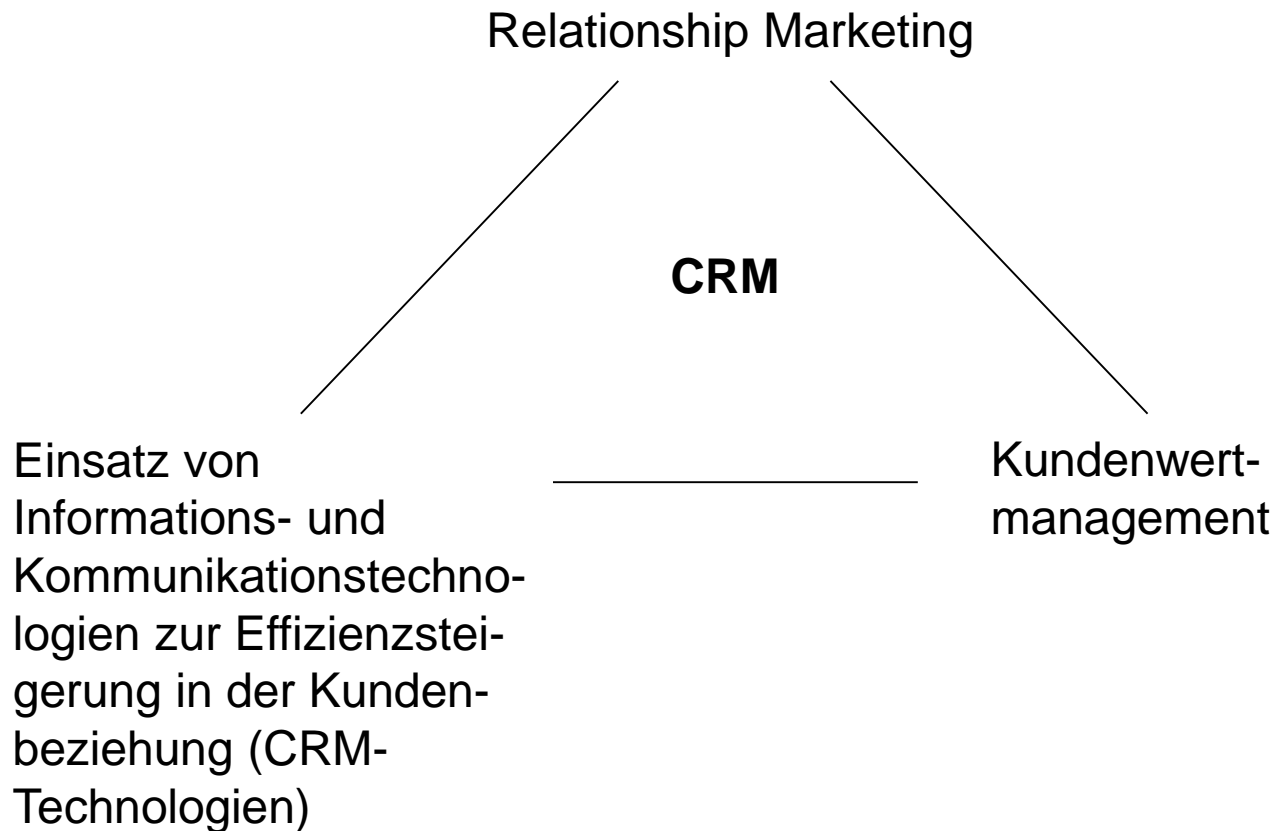 Relationship Marketing
CRM
Einsatz von
Informations- und
Kommunikationstechno-
logien zur Effizienzstei-
gerung in der Kunden-
beziehung (CRM-
Technologien)
Kundenwert-
management